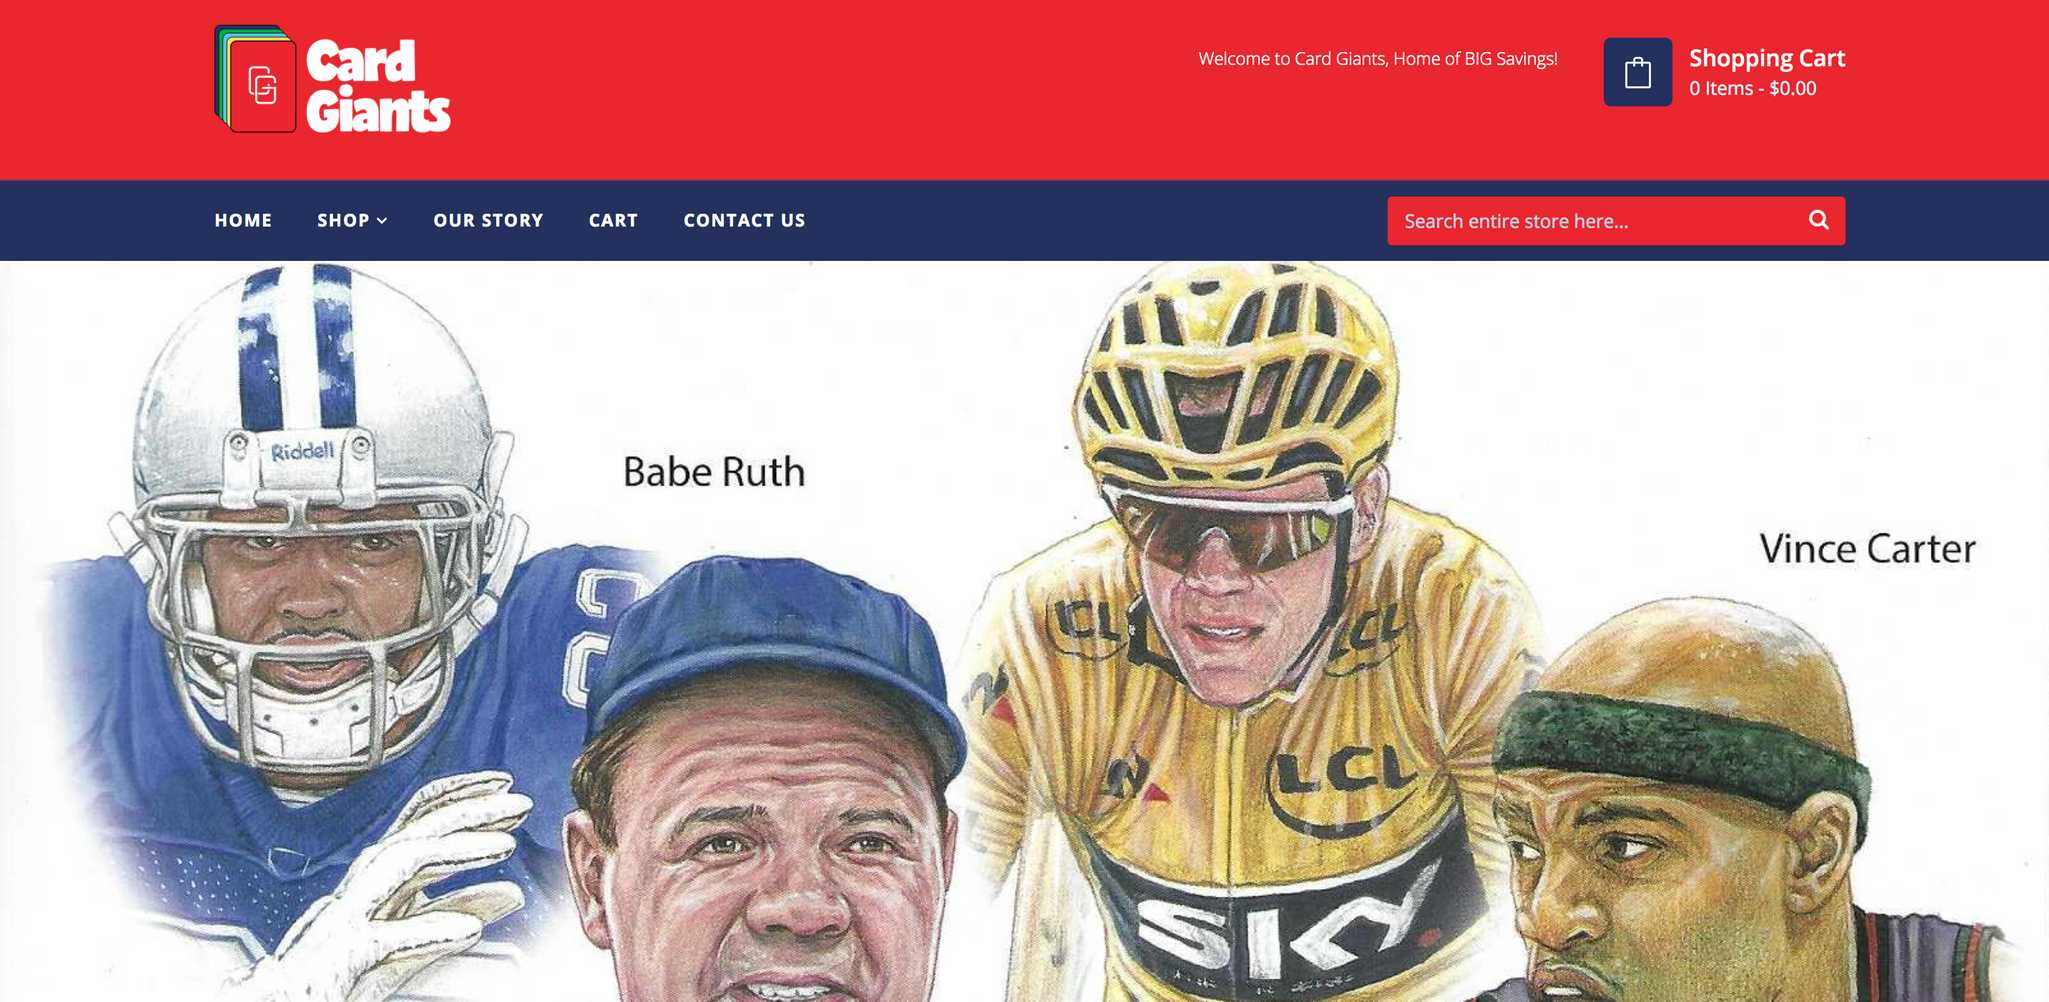 Card
Giants
Welcome to Card Giants, Home of BIG Savings!
Shopping Cart
0 Items - $0.00
HOME
SHOP
OUR STORY
CART
CONTACT US
Search entire store here...
Riddell
Babe Ruth
Vince Carter
LCL
LCL
LCL
SKY